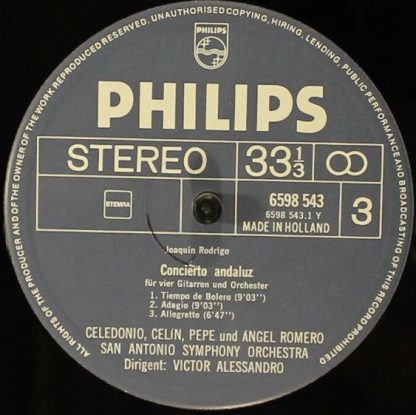 ALL RIGHTS OF THE PRODUCER AND OF THE OWNER OF THE WORK REPRODUCED RESERVED. UNAUTHORISED COPYING, HIRING, LENDING, PUBLIC PERFORMANCE AND BROADCASTING OF THIS RECORD PROHIBITED
PHILIPS
PHILIPS
STEREO 33 1/3
STEMRA
6598 543
6598 543.1 Y
MADE IN HOLLAND
3
Joaquin Rodrigo
Concierto andaluz
für vier Gitarren und Orchester
1. Tiempo de Bolero (9'03'')
2. Adagio (9'03'')
3. Allegretto (6'47'')
CELEDONIO, CELIN, PEPE und ÁNGEL ROMERO
SAN ANTONIO SYMPHONY ORCHESTRA
Dirigent: VICTOR ALESSANDRO